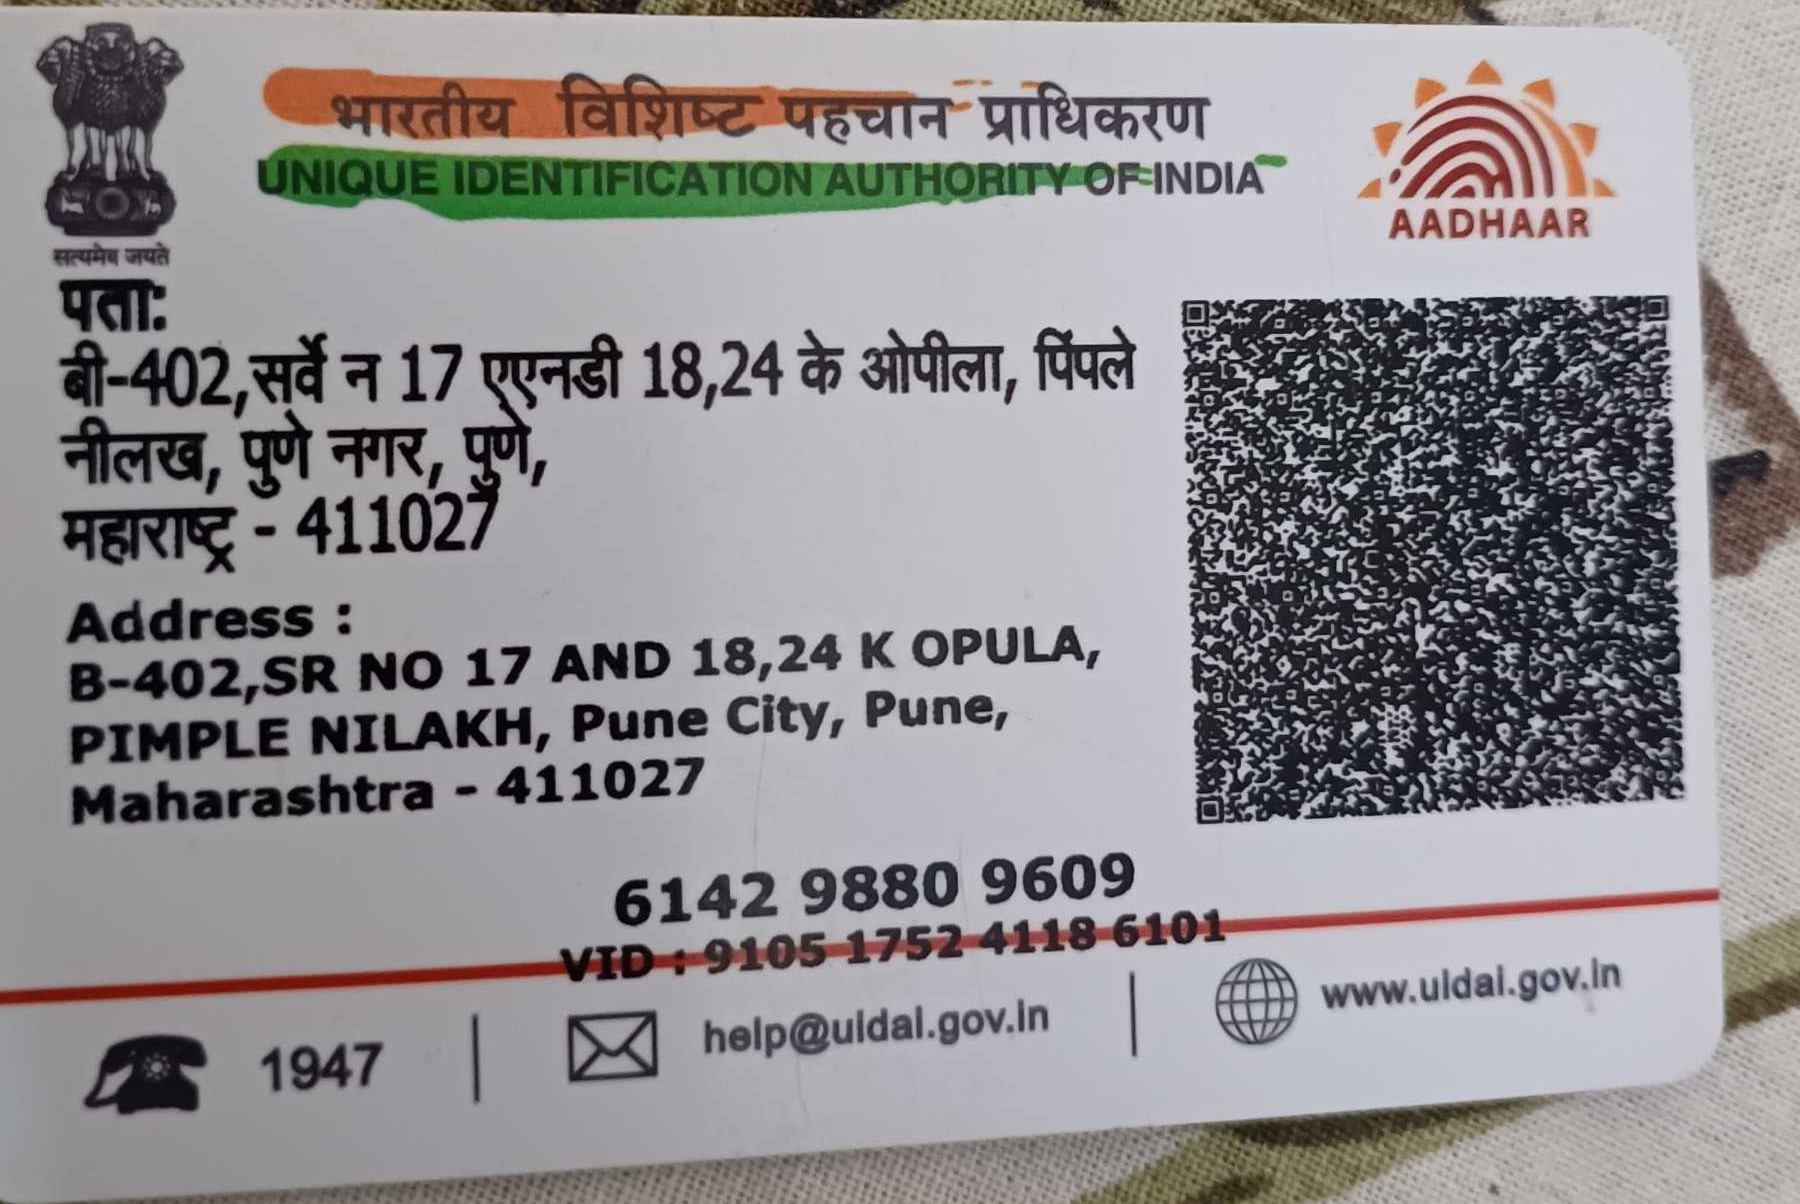 भारतीय विशिष्ट पहचान प्राधिकरण
UNIQUE IDENTIFICATION AUTHORITY OF INDIA
AADHAAR
सत्यमेव जयते
पता:
बी-402,सर्वे न 17 एएनडी 18,24 के ओपीला, पिंपले
नीलख, पुणे नगर, पुणे,
महाराष्ट्र - 411027
Address :
B-402,SR NO 17 AND 18,24 K OPULA,
PIMPLE NILAKH, Pune City, Pune,
Maharashtra - 411027
6142 9880 9609
VID : 9105 1752 4118 6101
1947
help@uidai.gov.in
www.uidai.gov.in